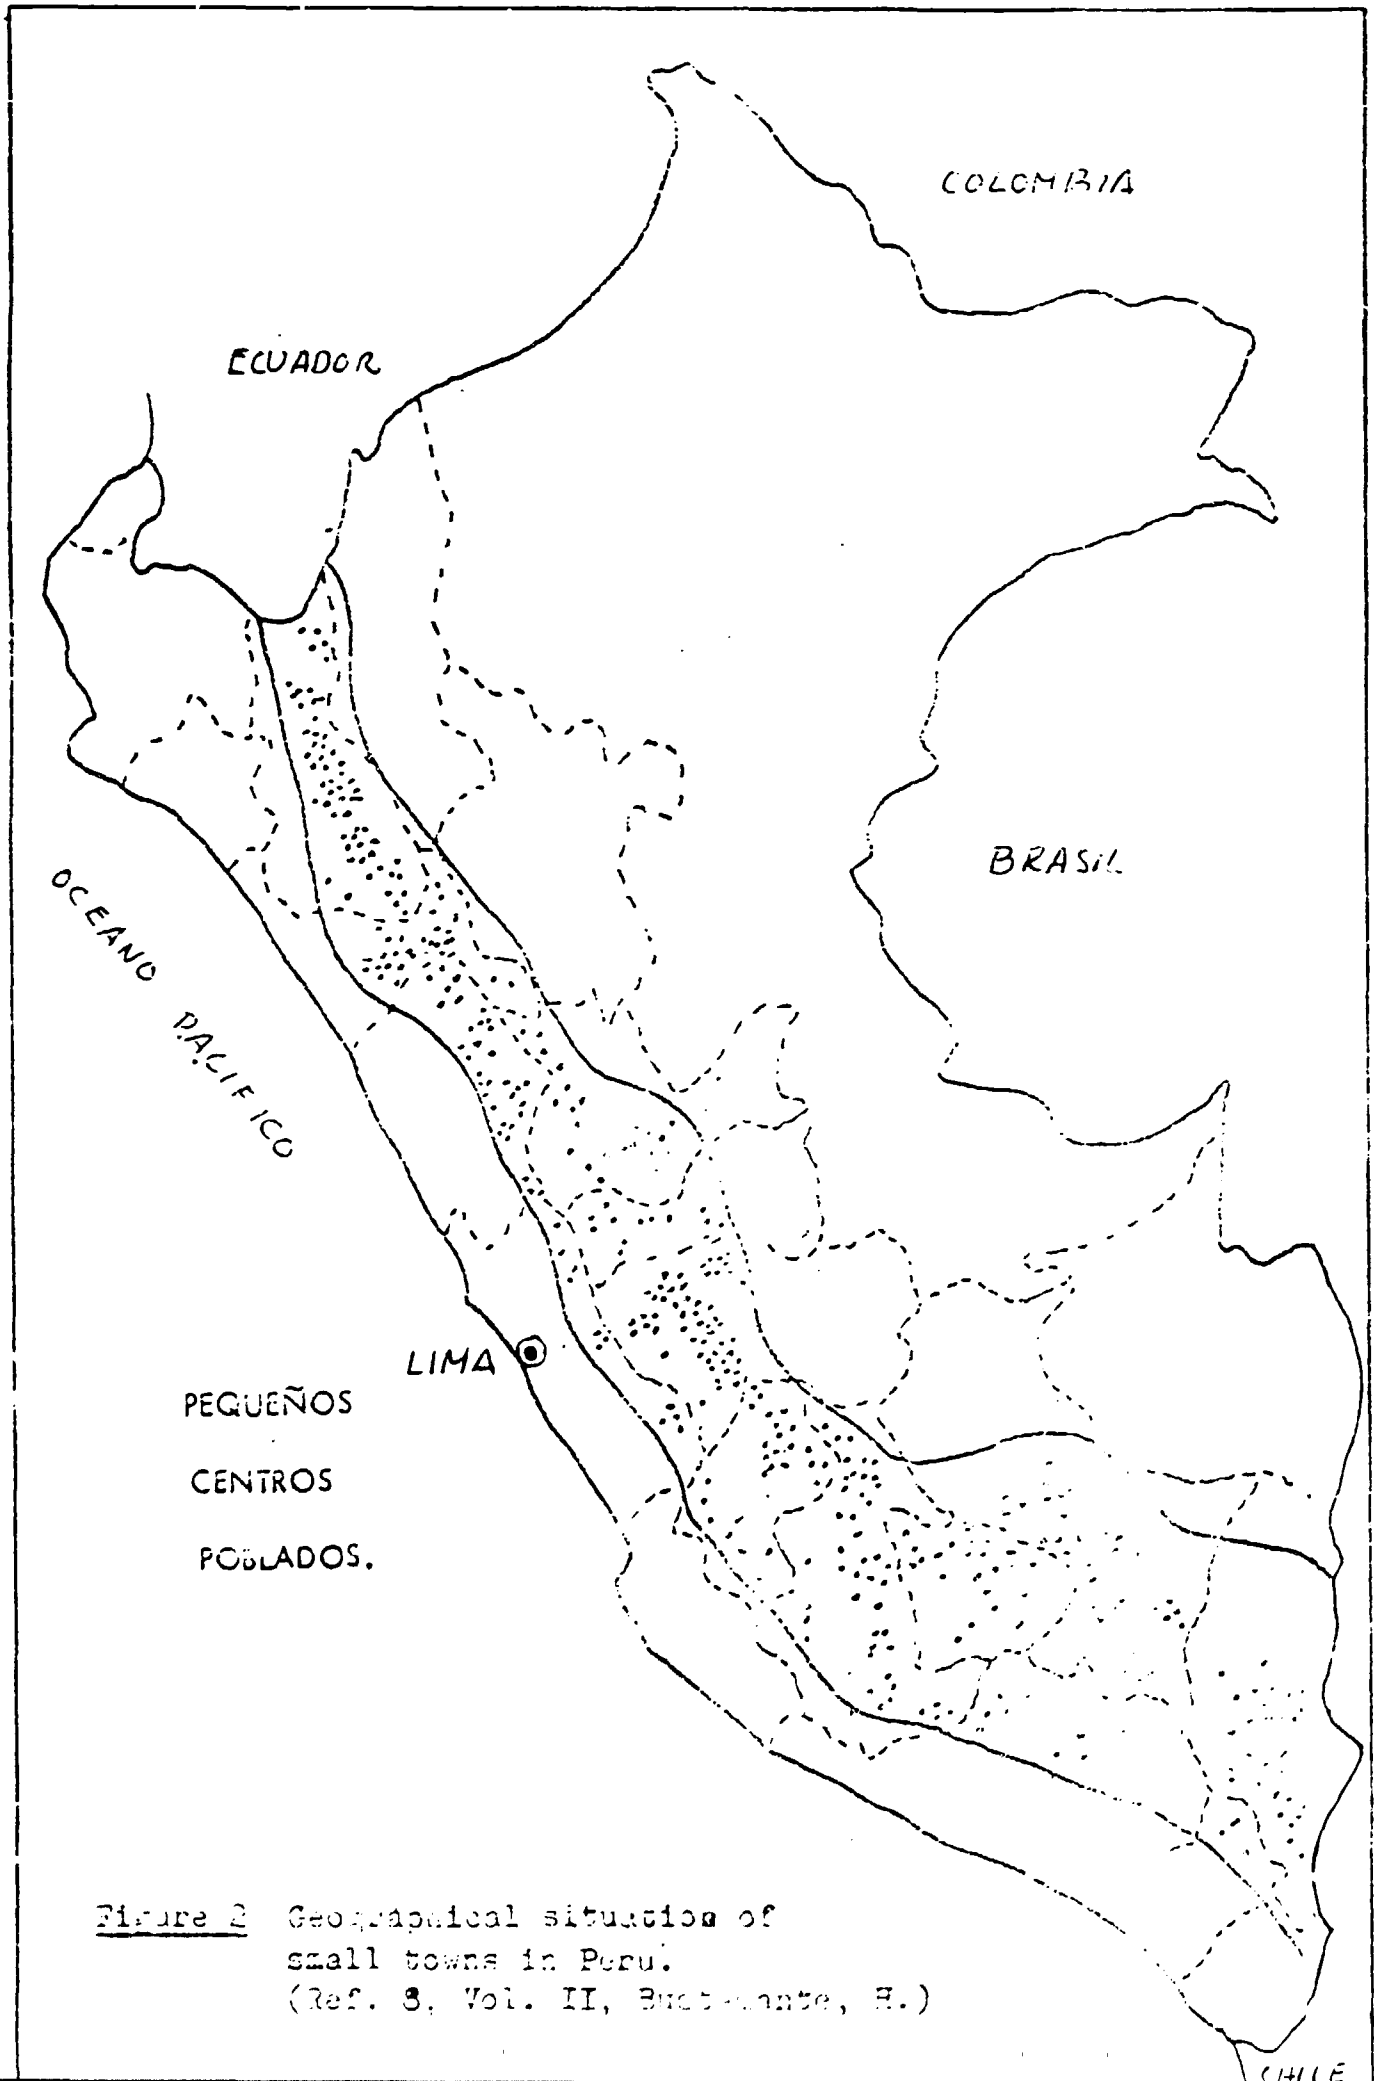 COLOMBIA
ECUADOR
BRASIL
OCEANO PACIFICO
LIMA
PEQUEÑOS
CENTROS
POBLADOS.
Figure 2 Geographical situation of
small towns in Peru.
(Ref. 8, Vol. II, H.)
CHILE